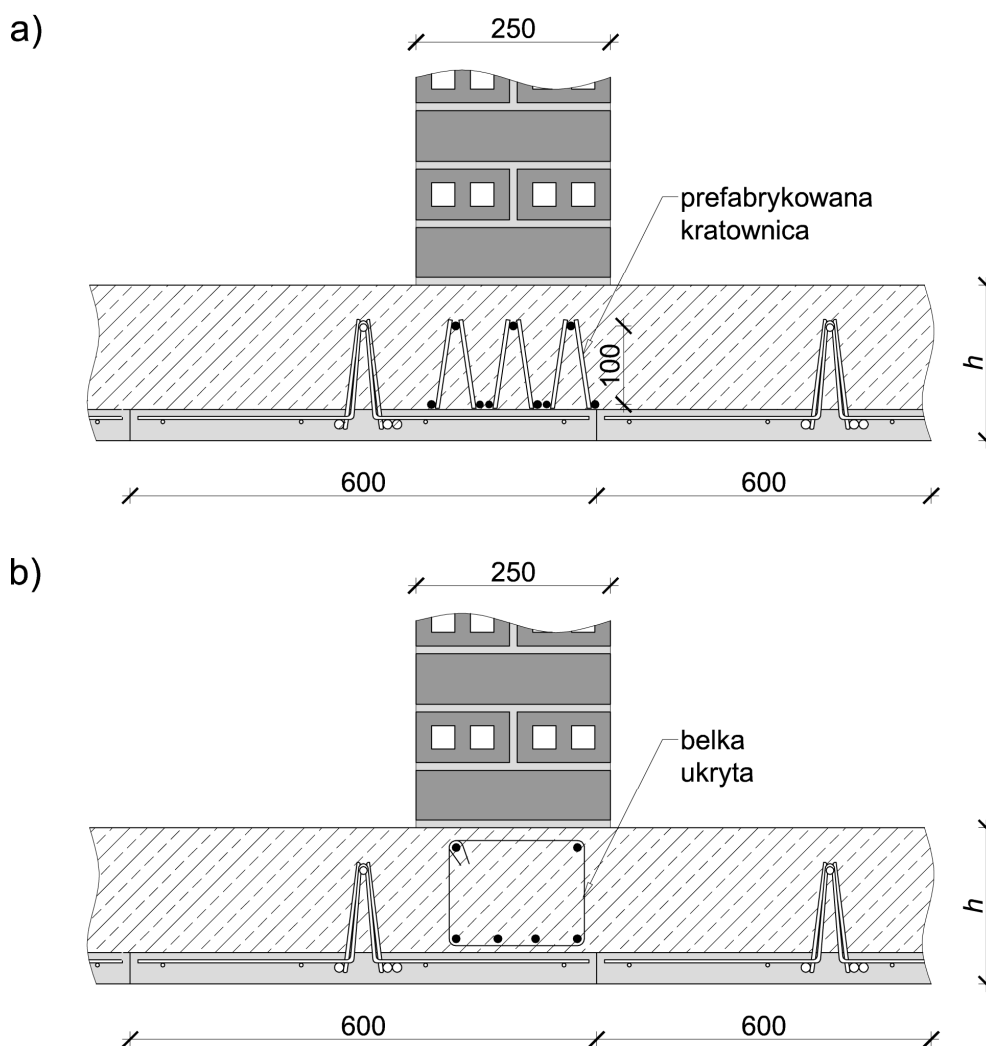 a)
250
prefabrykowana
kratownica
100
h
600
600
b)
250
belka
ukryta
h
600
600